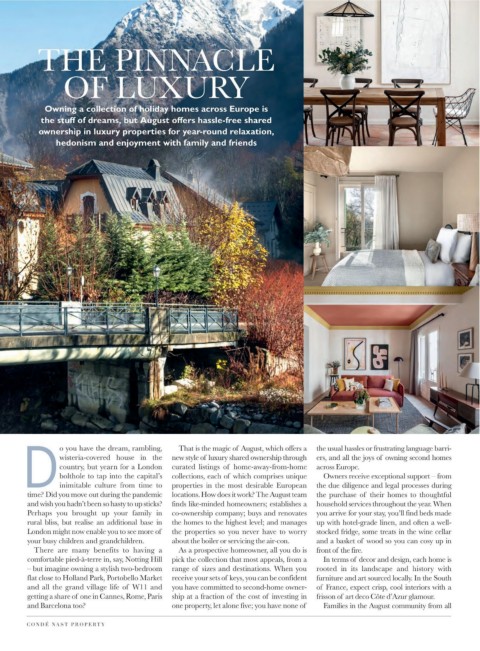 THE PINNACLE
OF LUXURY
Owning a collection of holiday homes across Europe is
the stuff of dreams, but August offers hassle-free shared
ownership in luxury properties for year-round relaxation,
hedonism and enjoyment with family and friends
Do you have the dream, rambling,
wisteria-covered house in the
country, but yearn for a London
bolthole to tap into the capital's
inimitable culture from time to
time? Did you move out during the pandemic
and wish you hadn't been so hasty to up sticks?
Perhaps you brought up your family in
rural bliss, but realise an additional base in
London might now enable you to see more of
your busy children and grandchildren.
There are many benefits to having a
comfortable pied-à-terre in, say, Notting Hill
– but imagine owning a stylish two-bedroom
flat close to Holland Park, Portobello Market
and all the grand village life of W11 and
getting a share of one in Cannes, Rome, Paris
and Barcelona too?
That is the magic of August, which offers a
new style of luxury shared ownership through
curated listings of home-away-from-home
collections, each of which comprises unique
properties in the most desirable European
locations. How does it work? The August team
finds like-minded homeowners; establishes a
co-ownership company; buys and renovates
the homes to the highest level; and manages
the properties so you never have to worry
about the boiler or servicing the air-con.
As a prospective homeowner, all you do is
pick the collection that most appeals, from a
range of sizes and destinations. When you
receive your sets of keys, you can be confident
you have committed to second-home owner-
ship at a fraction of the cost of investing in
one property, let alone five; you have none of
the usual hassles or frustrating language barri-
ers, and all the joys of owning second homes
across Europe.
Owners receive exceptional support – from
the due diligence and legal processes during
the purchase of their homes to thoughtful
household services throughout the year. When
you arrive for your stay, you'll find beds made
up with hotel-grade linen, and often a well-
stocked fridge, some treats in the wine cellar
and a basket of wood so you can cosy up in
front of the fire.
In terms of decor and design, each home is
rooted in its landscape and history with
furniture and art sourced locally. In the South
of France, expect crisp, cool interiors with a
frisson of art deco Côte d'Azur glamour.
Families in the August community from all
CONDÉ NAST PROPERTY